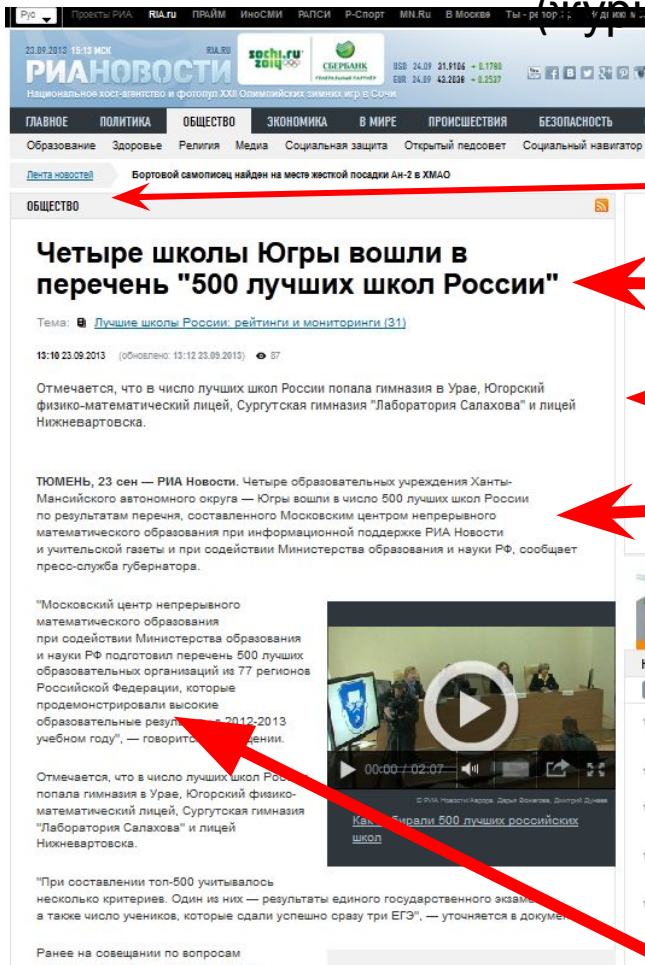 (журн
Рус Проекты РИА: RIA.ru ПРАЙМ ИноСМИ РАПСИ Р-Спорт MN.Ru В Москве
23.09.2013 15:13 МСК RIA.RU
РИАНОВОСТИ
sochi.ru 2014
СБЕРБАНК
ГЕНЕРАЛЬНЫЙ ПАРТНЁР
USD 24.09 31.9106 - 0.1780
EUR 24.09 43.2038 - 0.2537
Национальное хост-агентство и фотопул XXII Олимпийских зимних игр в Сочи
ГЛАВНОЕ ПОЛИТИКА ОБЩЕСТВО ЭКОНОМИКА В МИРЕ ПРОИСШЕСТВИЯ БЕЗОПАСНОСТЬ
Образование Здоровье Религия Медиа Социальная защита Открытый педсовет Социальный навигатор
Лента новостей Бортовой самописец найден на месте жесткой посадки Ан-2 в ХМАО
ОБЩЕСТВО
Четыре школы Югры вошли в
перечень "500 лучших школ России"
Тема: Лучшие школы России: рейтинги и мониторинги (31)
13:10 23.09.2013 (обновлено: 13:12 23.09.2013) 87
Отмечается, что в число лучших школ России попала гимназия в Урае, Югорский
физико-математический лицей, Сургутская гимназия "Лаборатория Салахова" и лицей
Нижневартовска.
ТЮМЕНЬ, 23 сен — РИА Новости. Четыре образовательных учреждения Ханты-
Мансийского автономного округа — Югры вошли в число 500 лучших школ России
по результатам перечня, составленного Московским центром непрерывного
математического образования при информационной поддержке РИА Новости
и учительской газеты и при содействии Министерства образования и науки РФ, сообщает
пресс-служба губернатора.
"Московский центр непрерывного
математического образования
при содействии Министерства образования
и науки РФ подготовил перечень 500 лучших
образовательных организаций из 77 регионов
Российской Федерации, которые
продемонстрировали высокие
образовательные в 2012-2013
учебном году", — говорится
Отмечается, что в число лучших школ
попала гимназия в Урае, Югорский физико-
математический лицей, Сургутская гимназия
"Лаборатория Салахова" и лицей
Нижневартовска.
00:00 / 02:07
© РИА Новости/Аврора.
Как отбирали 500 лучших российских
школ
"При составлении топ-500 учитывалось
несколько критериев. Один из них — результаты единого государственного
а также число учеников, которые сдали успешно сразу три ЕГЭ", — уточняется в
Ранее на совещании по вопросам